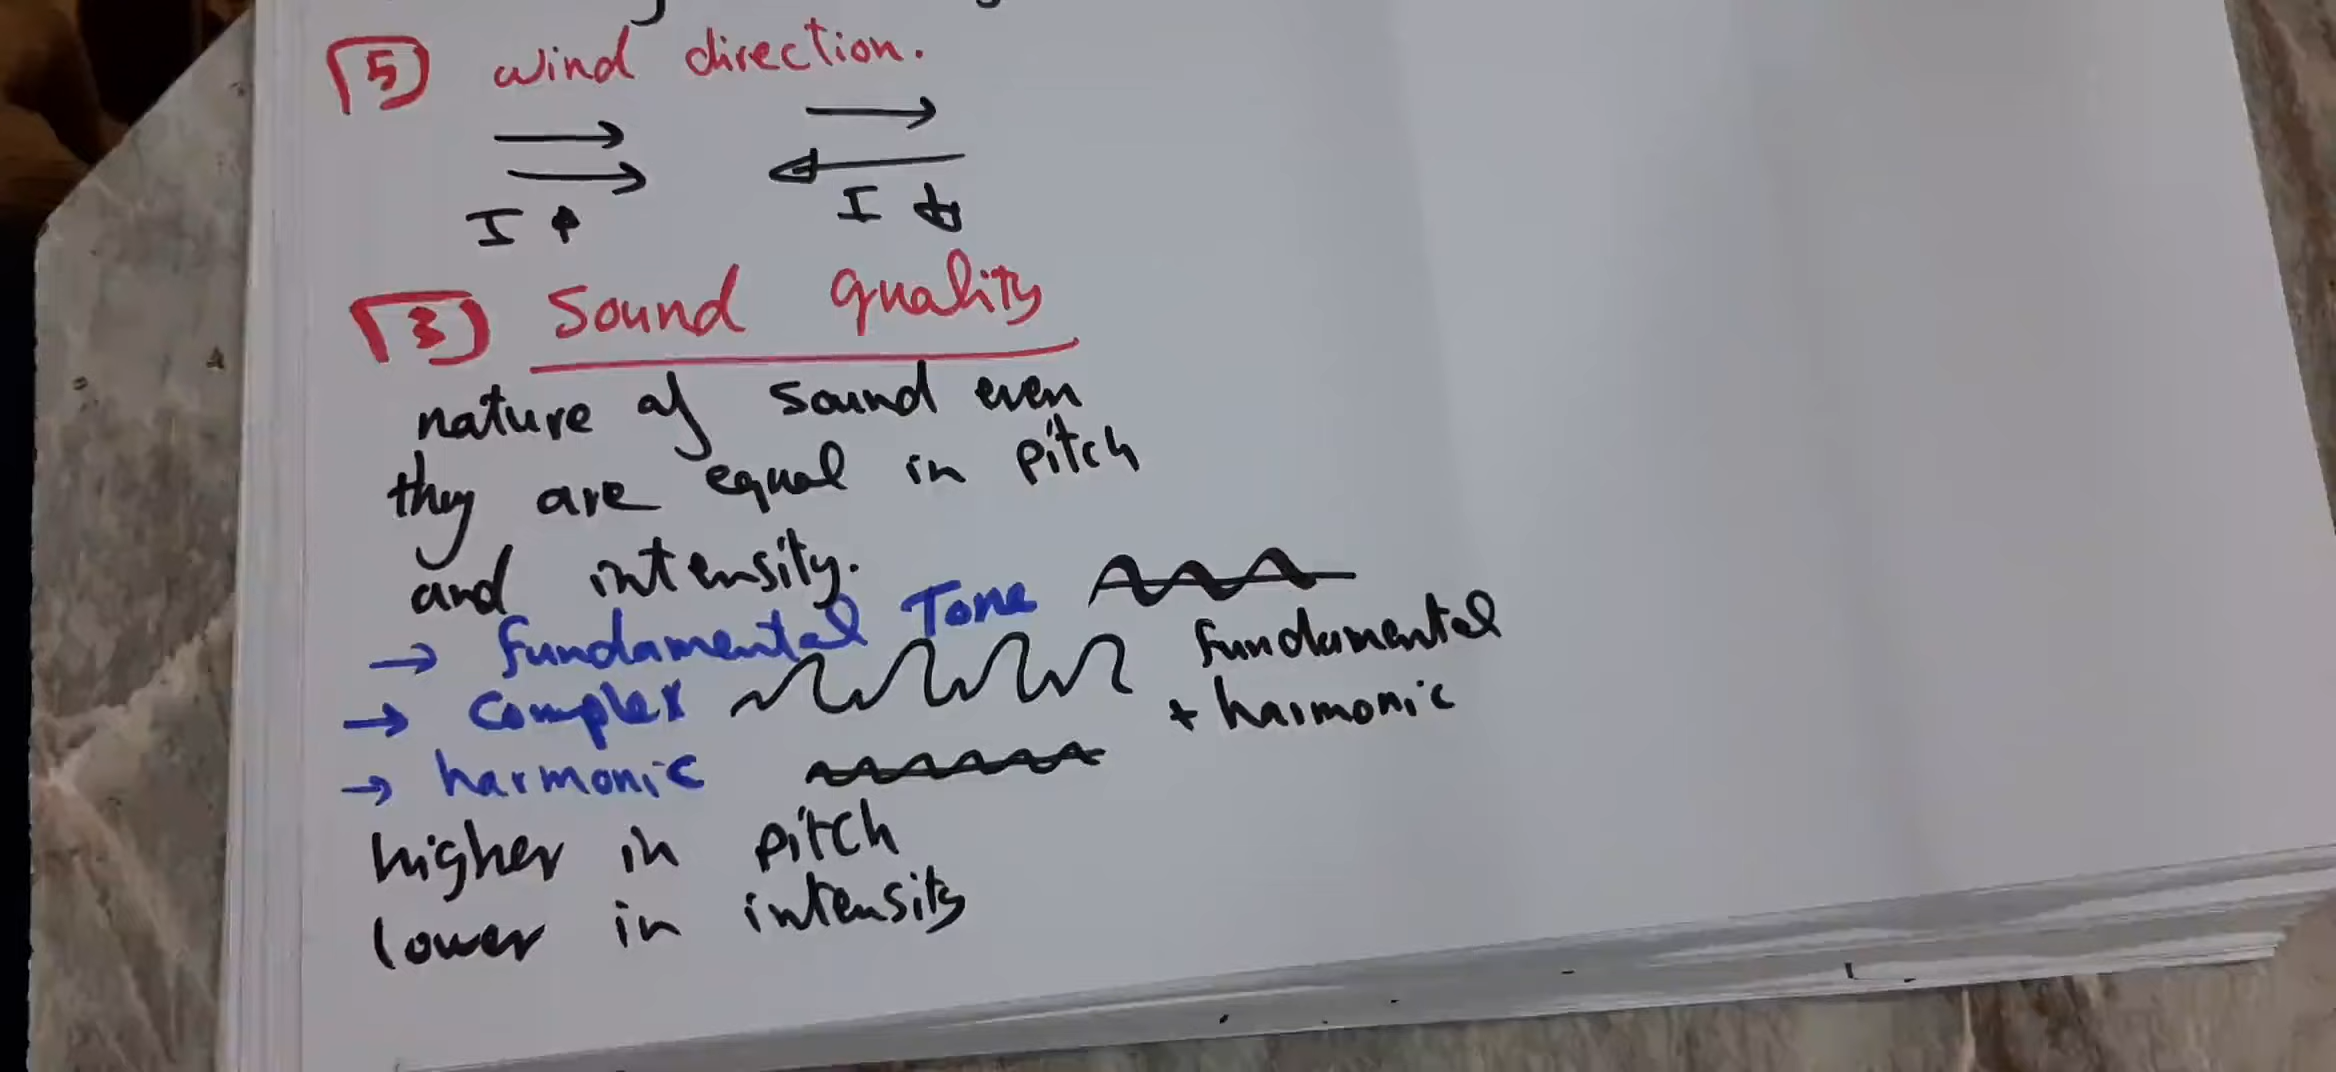 5 wind direction.
I ↑ I ↓
3 Sound quality
nature of sound even
they are equal in pitch
and intensity.
→ fundamental Tone
→ complex fundamental
+ harmonic
→ harmonic
higher in pitch
lower in intensity